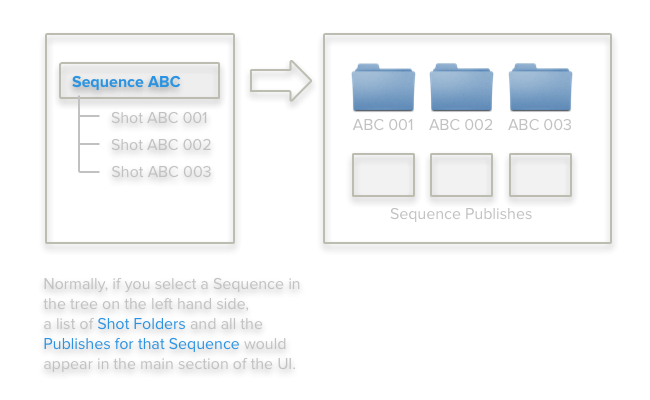 Sequence ABC
Shot ABC 001
Shot ABC 002
Shot ABC 003
ABC 001 ABC 002 ABC 003
Sequence Publishes
Normally, if you select a Sequence in
the tree on the left hand side,
a list of Shot Folders and all the
Publishes for that Sequence would
appear in the main section of the UI.